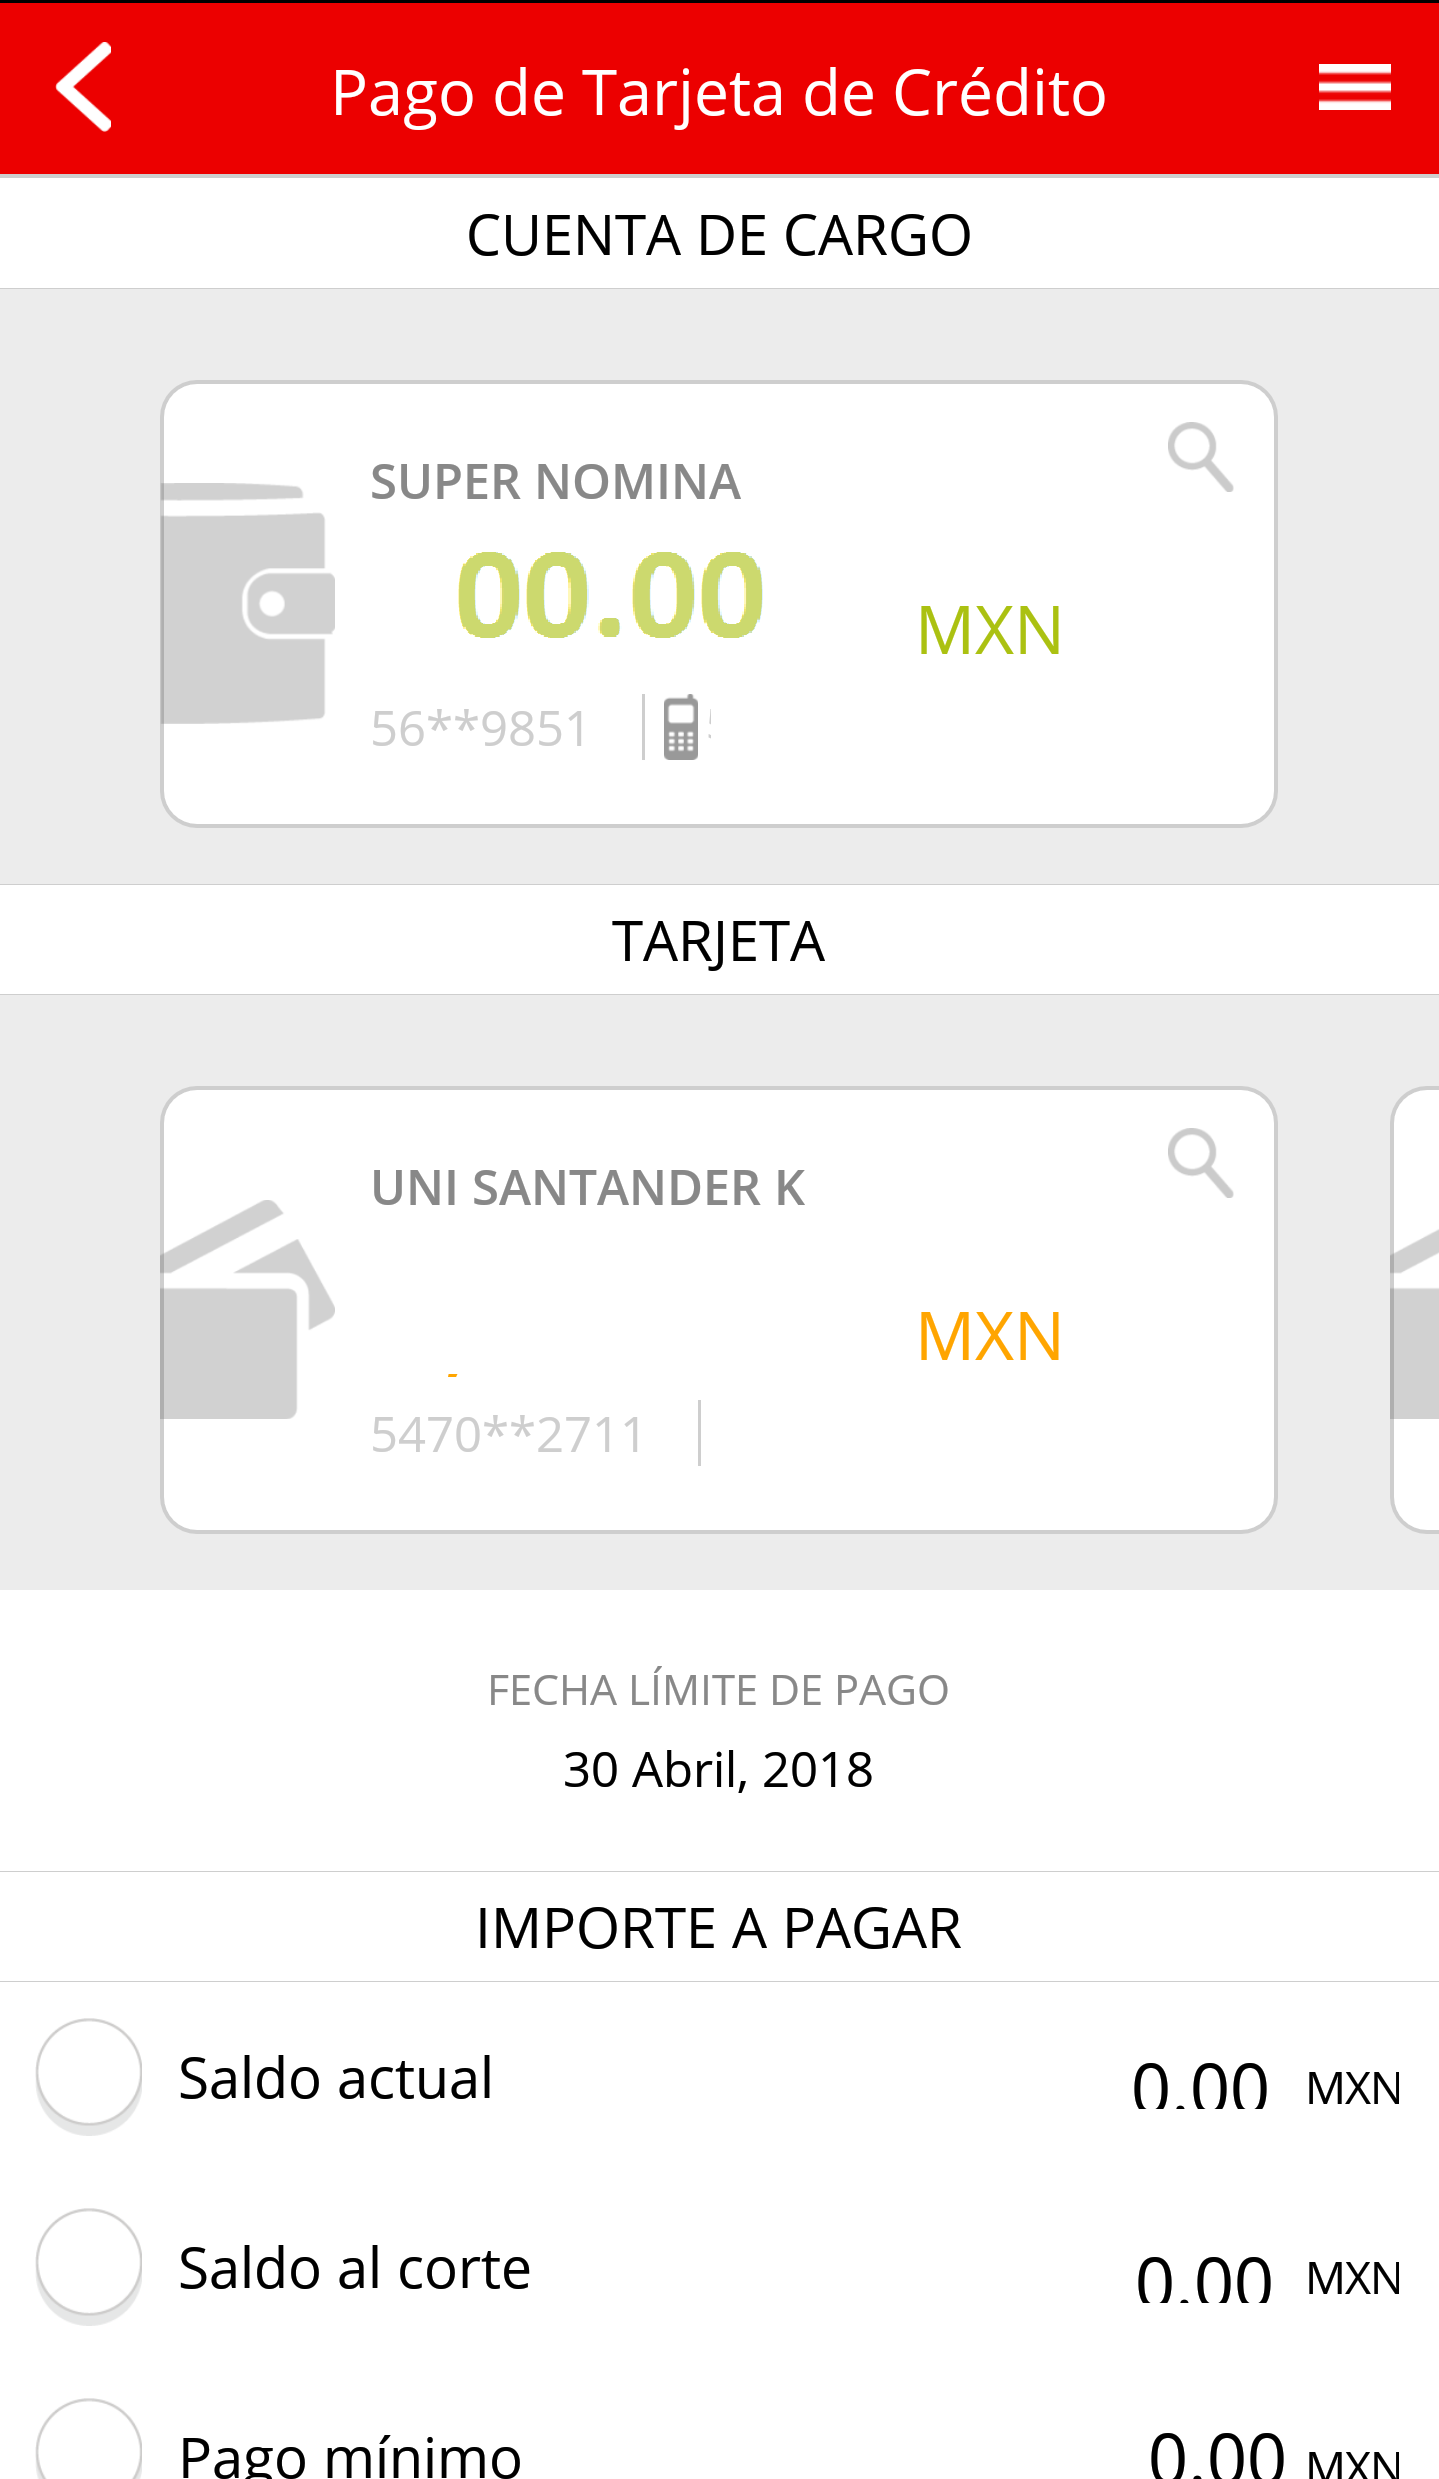 Pago de Tarjeta de Crédito
CUENTA DE CARGO
SUPER NOMINA
00.00 MXN
56**9851
TARJETA
UNI SANTANDER K
MXN
5470**2711
FECHA LÍMITE DE PAGO
30 Abril, 2018
IMPORTE A PAGAR
Saldo actual 0.00 MXN
Saldo al corte 0.00 MXN
Pago mínimo 0.00 MXN